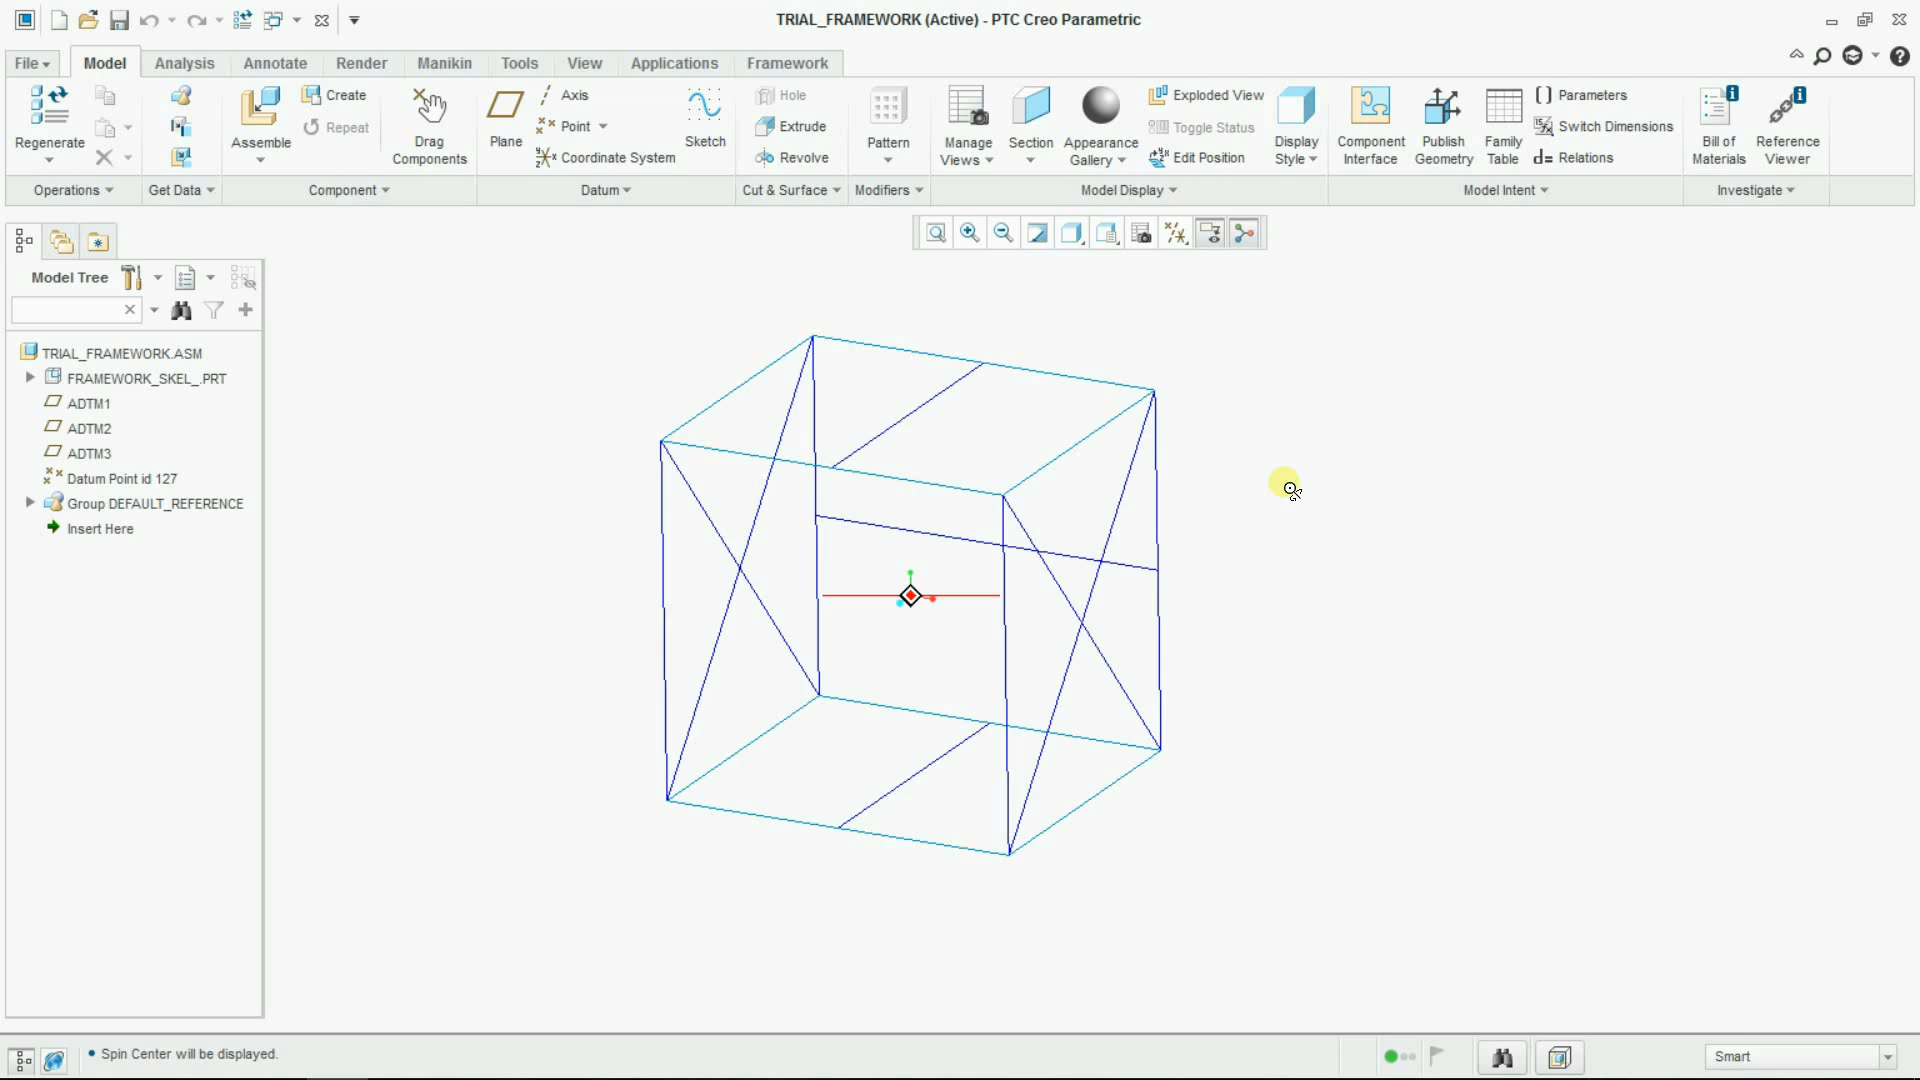 TRIAL_FRAMEWORK (Active) - PTC Creo Parametric
File
Model
Analysis
Annotate
Render
Manikin
Tools
View
Applications
Framework
Regenerate
Assemble
Create
Repeat
Drag
Components
Plane
Axis
Point
Coordinate System
Sketch
Hole
Extrude
Revolve
Pattern
Manage
Views
Section
Appearance
Gallery
Exploded View
Toggle Status
Edit Position
Display
Style
Component
Interface
Publish
Geometry
Family
Table
Parameters
Switch Dimensions
d= Relations
Bill of
Materials
Reference
Viewer
Operations
Get Data
Component
Datum
Cut & Surface
Modifiers
Model Display
Model Intent
Investigate
Model Tree
TRIAL_FRAMEWORK.ASM
FRAMEWORK_SKEL_.PRT
ADTM1
ADTM2
ADTM3
Datum Point id 127
Group DEFAULT_REFERENCE
Insert Here
Spin Center will be displayed.
Smart